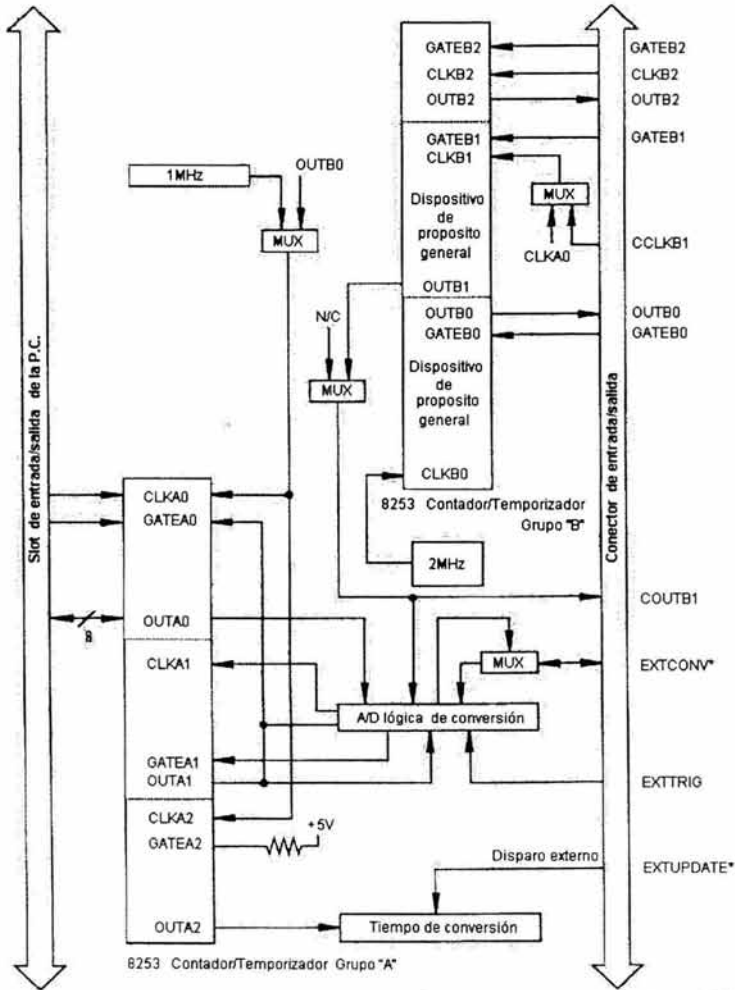 GATEB2
CLKB2
OUTB2
GATEB1
CLKB1
Dispositivo
de
proposito
general
OUTB1
OUTB0
GATEB0
Dispositivo
de
proposito
general
CLKB0
8253 Contador/Temporizador
Grupo "B"
GATEB2
CLKB2
OUTB2
GATEB1
MUX
CLKA0
CCLKB1
OUTB0
GATEB0
1MHz
OUTB0
MUX
N/C
MUX
2MHz
Slot de entrada/salida de la P.C.
Conector de entrada/salida
CLKA0
GATEA0
8
OUTA0
CLKA1
GATEA1
OUTA1
CLKA2
GATEA2
+5V
OUTA2
COUTB1
MUX
EXTCONV*
A/D lógica de conversión
EXTTRIG
Disparo externo
EXTUPDATE*
Tiempo de conversión
8253 Contador/Temporizador Grupo "A"